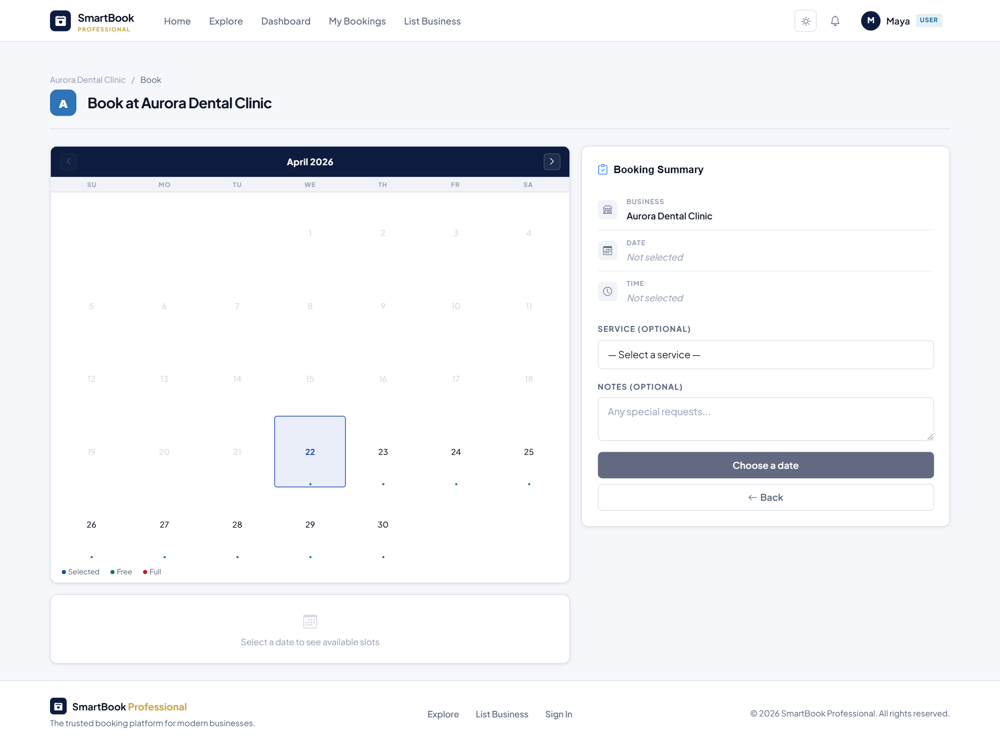 SmartBook
PROFESSIONAL
Home Explore Dashboard My Bookings List Business
M Maya USER
Aurora Dental Clinic / Book
A Book at Aurora Dental Clinic
April 2026
SU MO TU WE TH FR SA
1 2 3 4
5 6 7 8 9 10 11
12 13 14 15 16 17 18
19 20 21 22 23 24 25
26 27 28 29 30
Selected Free Full
Select a date to see available slots
Booking Summary
BUSINESS
Aurora Dental Clinic
DATE
Not selected
TIME
Not selected
SERVICE (OPTIONAL)
— Select a service —
NOTES (OPTIONAL)
Any special requests...
Choose a date
← Back
SmartBook Professional
The trusted booking platform for modern businesses.
Explore List Business Sign In
© 2026 SmartBook Professional. All rights reserved.